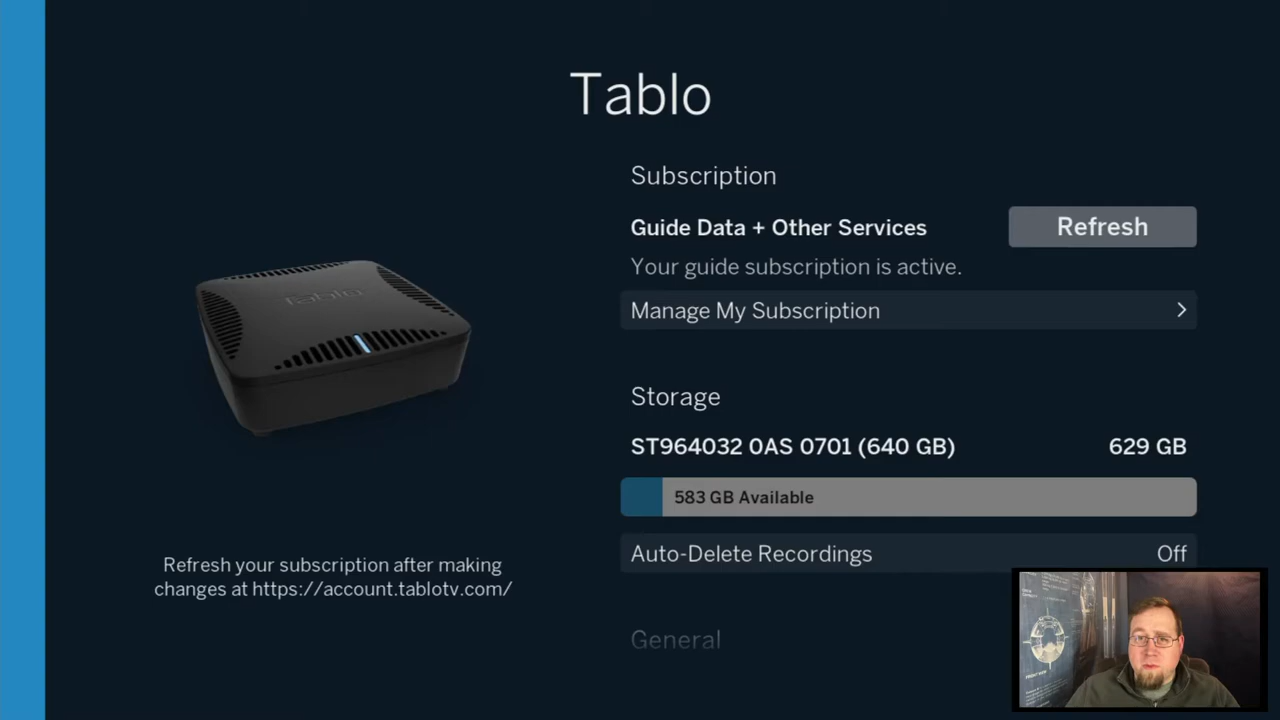 Tablo
Subscription
Guide Data + Other Services
Refresh
Your guide subscription is active.
Manage My Subscription
Storage
ST964032 0AS 0701 (640 GB)
629 GB
583 GB Available
Auto-Delete Recordings
Off
General
Tablo
Refresh your subscription after making
changes at https://account.tablotv.com/